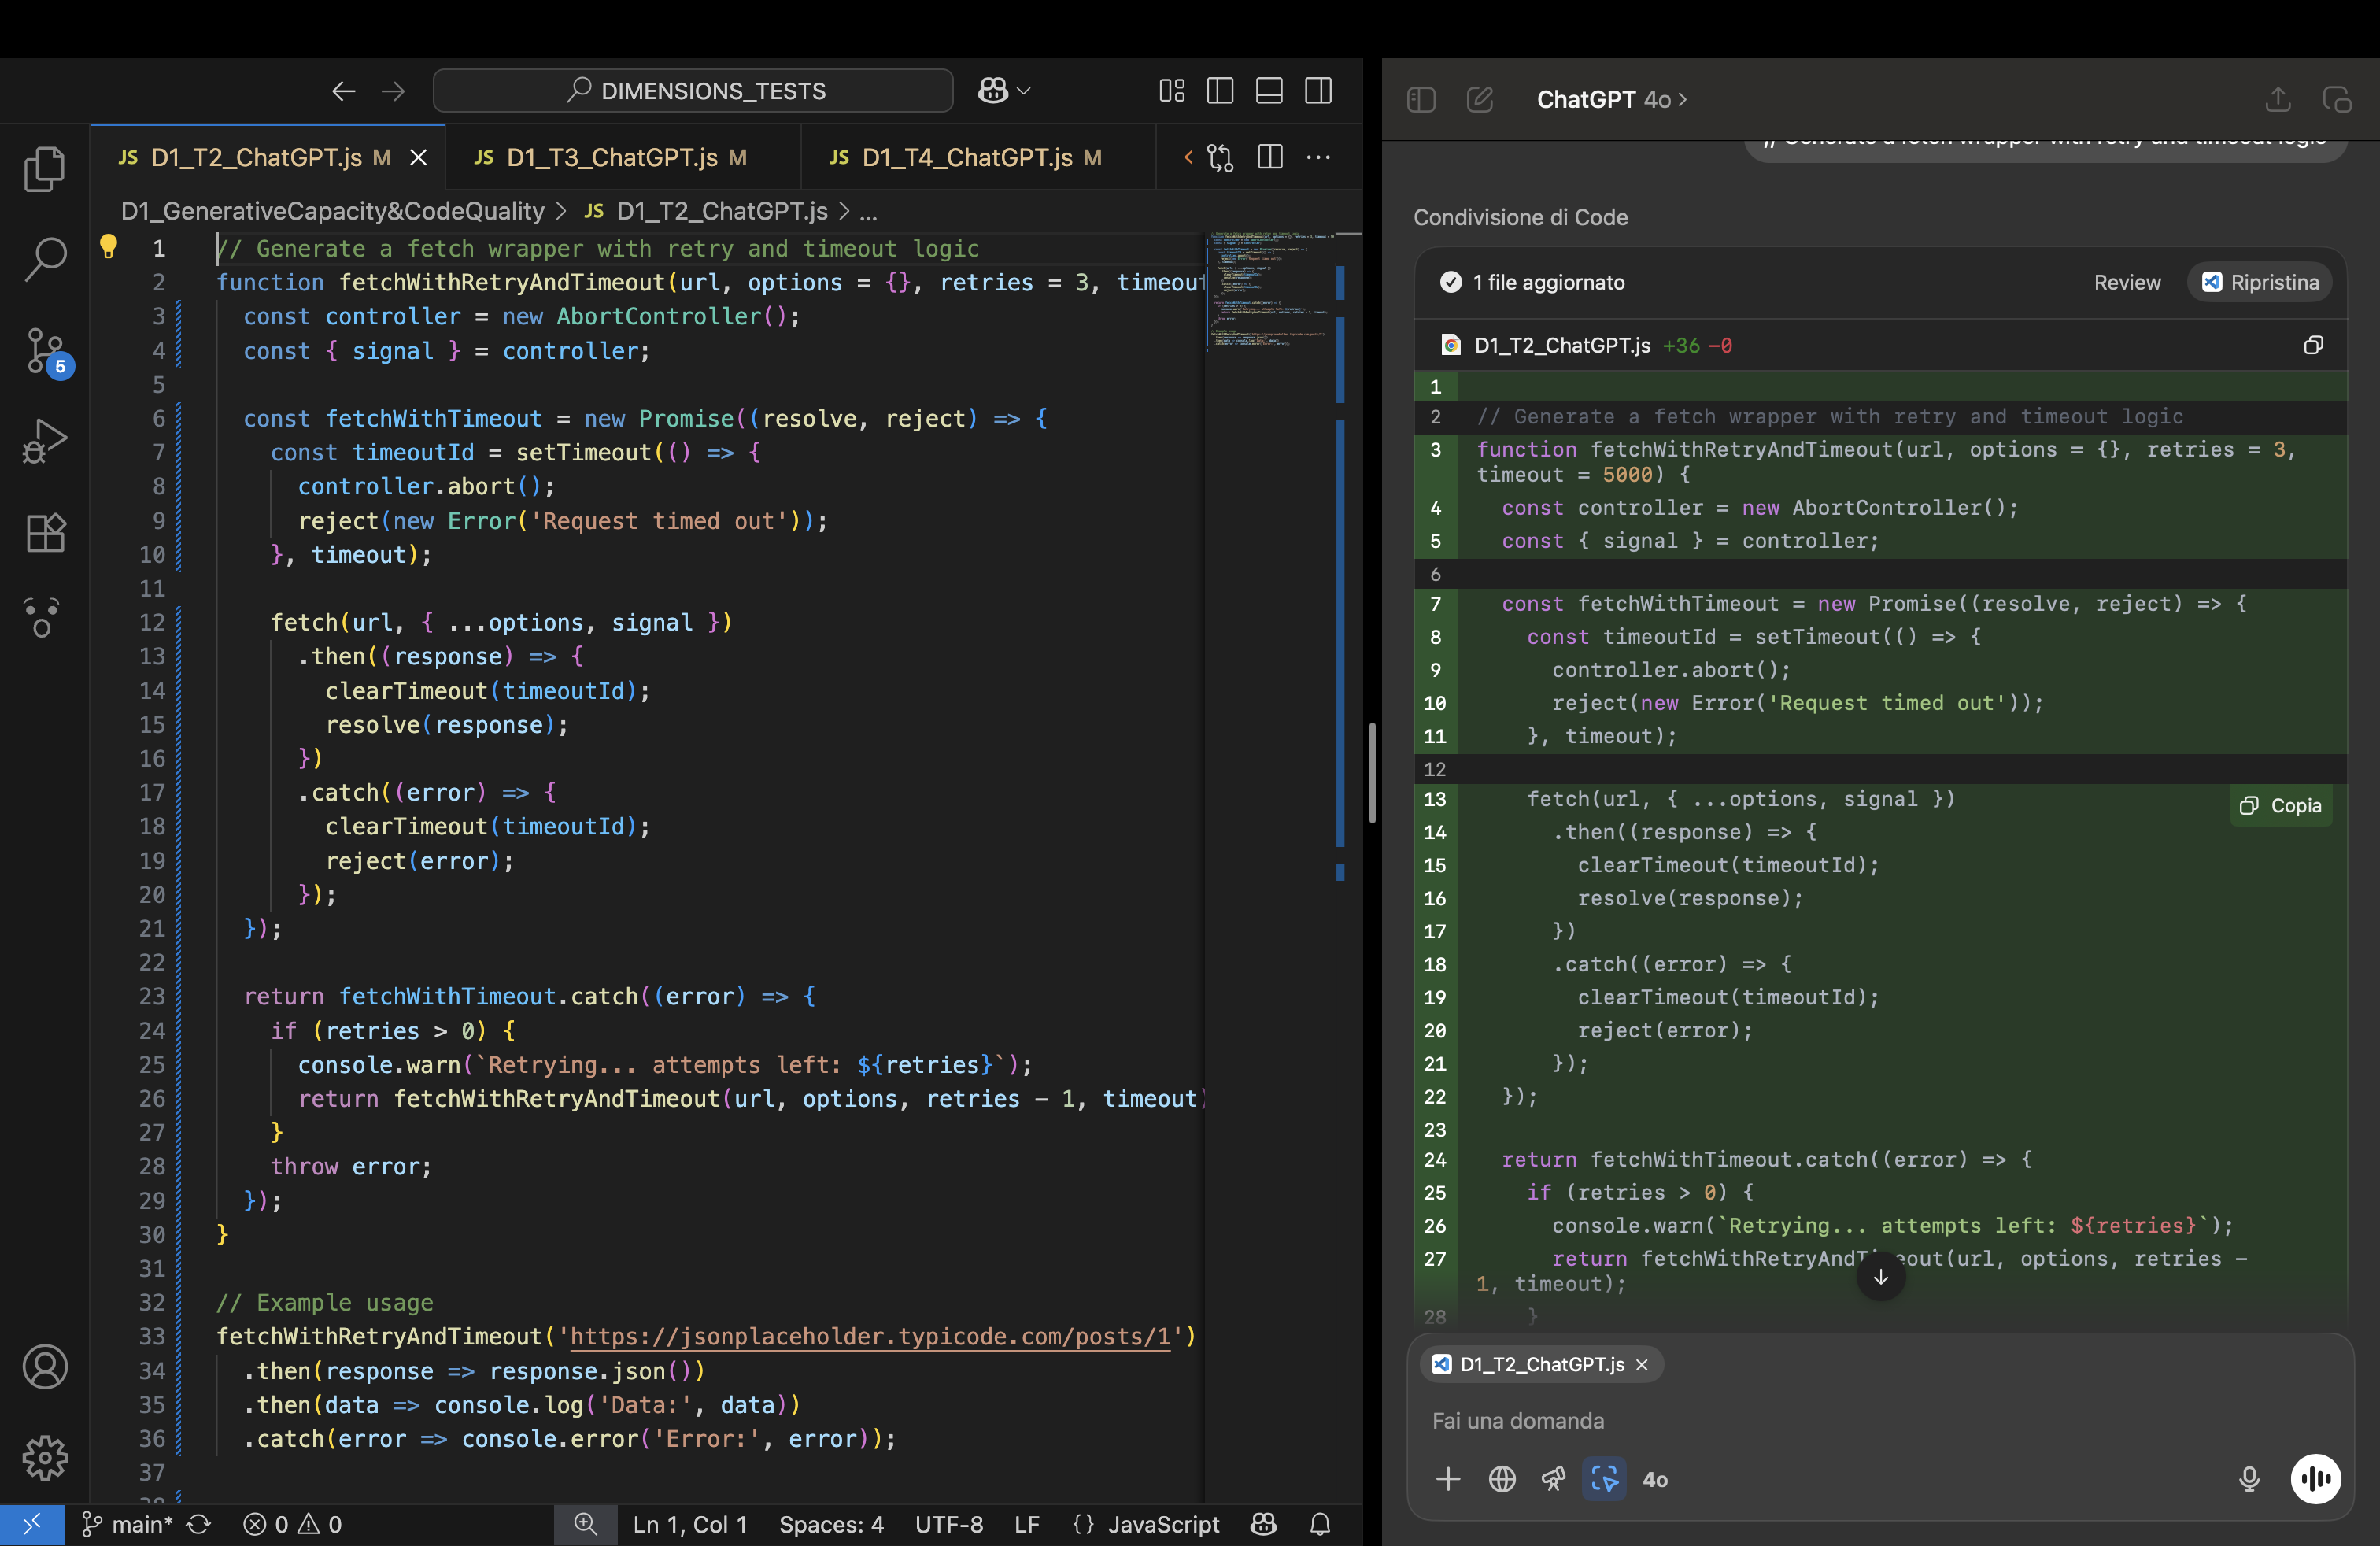 DIMENSIONS_TESTS
JS D1_T2_ChatGPT.js M
JS D1_T3_ChatGPT.js M
JS D1_T4_ChatGPT.js M
D1_GenerativeCapacity&CodeQuality > JS D1_T2_ChatGPT.js > ...
5
1 // Generate a fetch wrapper with retry and timeout logic
2 function fetchWithRetryAndTimeout(url, options = {}, retries = 3, timeout
3 const controller = new AbortController();
4 const { signal } = controller;
5
6 const fetchWithTimeout = new Promise((resolve, reject) => {
7 const timeoutId = setTimeout(() => {
8 controller.abort();
9 reject(new Error('Request timed out'));
10 }, timeout);
11
12 fetch(url, { ...options, signal })
13 .then((response) => {
14 clearTimeout(timeoutId);
15 resolve(response);
16 })
17 .catch((error) => {
18 clearTimeout(timeoutId);
19 reject(error);
20 });
21 });
22
23 return fetchWithTimeout.catch((error) => {
24 if (retries > 0) {
25 console.warn(`Retrying... attempts left: ${retries}`);
26 return fetchWithRetryAndTimeout(url, options, retries - 1, timeout)
27 }
28 throw error;
29 });
30 }
31
32 // Example usage
33 fetchWithRetryAndTimeout('https://jsonplaceholder.typicode.com/posts/1')
34 .then(response => response.json())
35 .then(data => console.log('Data:', data))
36 .catch(error => console.error('Error:', error));
37
main* 0 0
Ln 1, Col 1 Spaces: 4 UTF-8 LF {} JavaScript
ChatGPT 4o >
// Generate a fetch wrapper with retry and timeout logic
Condivisione di Code
1 file aggiornato
Review
Ripristina
D1_T2_ChatGPT.js +36 -0
1
2 // Generate a fetch wrapper with retry and timeout logic
3 function fetchWithRetryAndTimeout(url, options = {}, retries = 3,
timeout = 5000) {
4 const controller = new AbortController();
5 const { signal } = controller;
6
7 const fetchWithTimeout = new Promise((resolve, reject) => {
8 const timeoutId = setTimeout(() => {
9 controller.abort();
10 reject(new Error('Request timed out'));
11 }, timeout);
12
13 fetch(url, { ...options, signal })
Copia
14 .then((response) => {
15 clearTimeout(timeoutId);
16 resolve(response);
17 })
18 .catch((error) => {
19 clearTimeout(timeoutId);
20 reject(error);
21 });
22 });
23
24 return fetchWithTimeout.catch((error) => {
25 if (retries > 0) {
26 console.warn(`Retrying... attempts left: ${retries}`);
27 return fetchWithRetryAndTimeout(url, options, retries -
1, timeout);
28 }
D1_T2_ChatGPT.js
Fai una domanda
4o